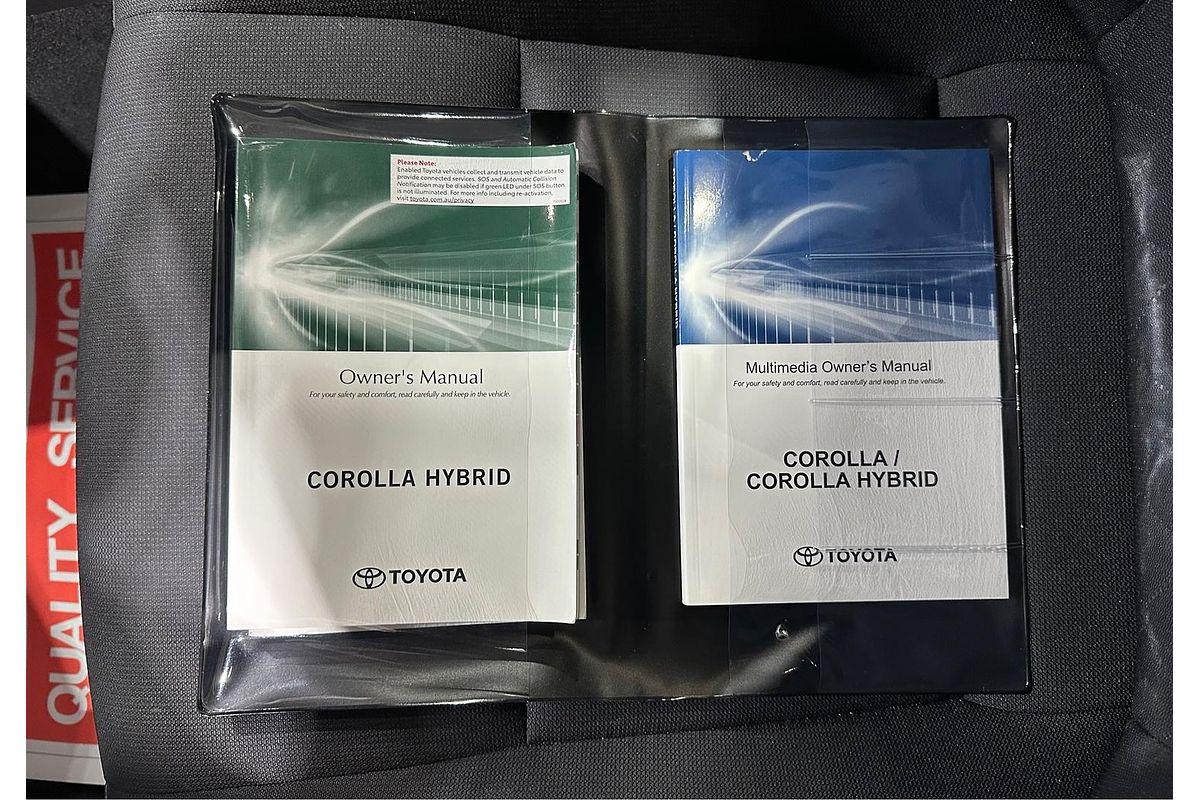 QUALITY SERVICE
Please Note:
Enabled Toyota vehicles collect and transmit vehicle data to
provide connected services. SOS and Automatic Collision
Notification may be disabled if green LED under SOS button
is not illuminated. For more info including re-activation,
visit toyota.com.au/privacy
Owner's Manual
For your safety and comfort, read carefully and keep in the vehicle.
COROLLA HYBRID
TOYOTA
Multimedia Owner's Manual
For your safety and comfort, read carefully and keep in the vehicle.
COROLLA /
COROLLA HYBRID
TOYOTA